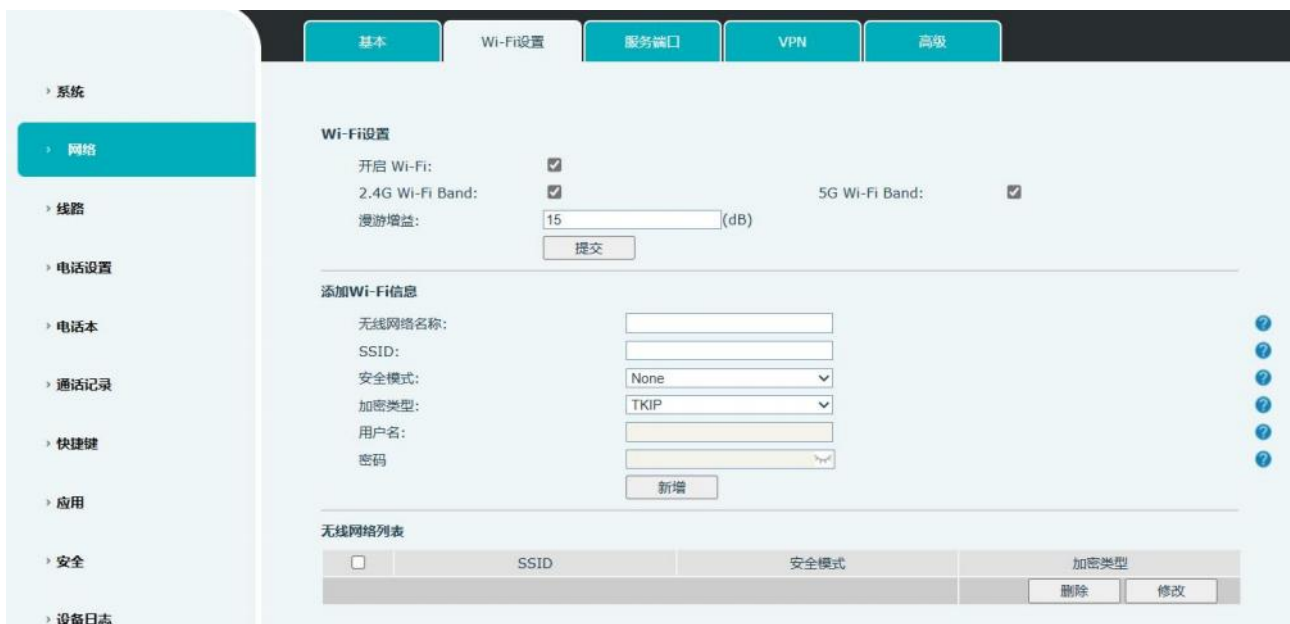 基本 Wi-Fi设置 服务端口 VPN 高级
系统
网络
线路
电话设置
电话本
通话记录
快捷键
应用
安全
设备日志
Wi-Fi设置
开启 Wi-Fi:
2.4G Wi-Fi Band: 5G Wi-Fi Band:
漫游增益: 15 (dB)
提交
添加Wi-Fi信息
无线网络名称:
SSID:
安全模式: None
加密类型: TKIP
用户名:
密码
新增
无线网络列表
SSID 安全模式 加密类型
删除 修改